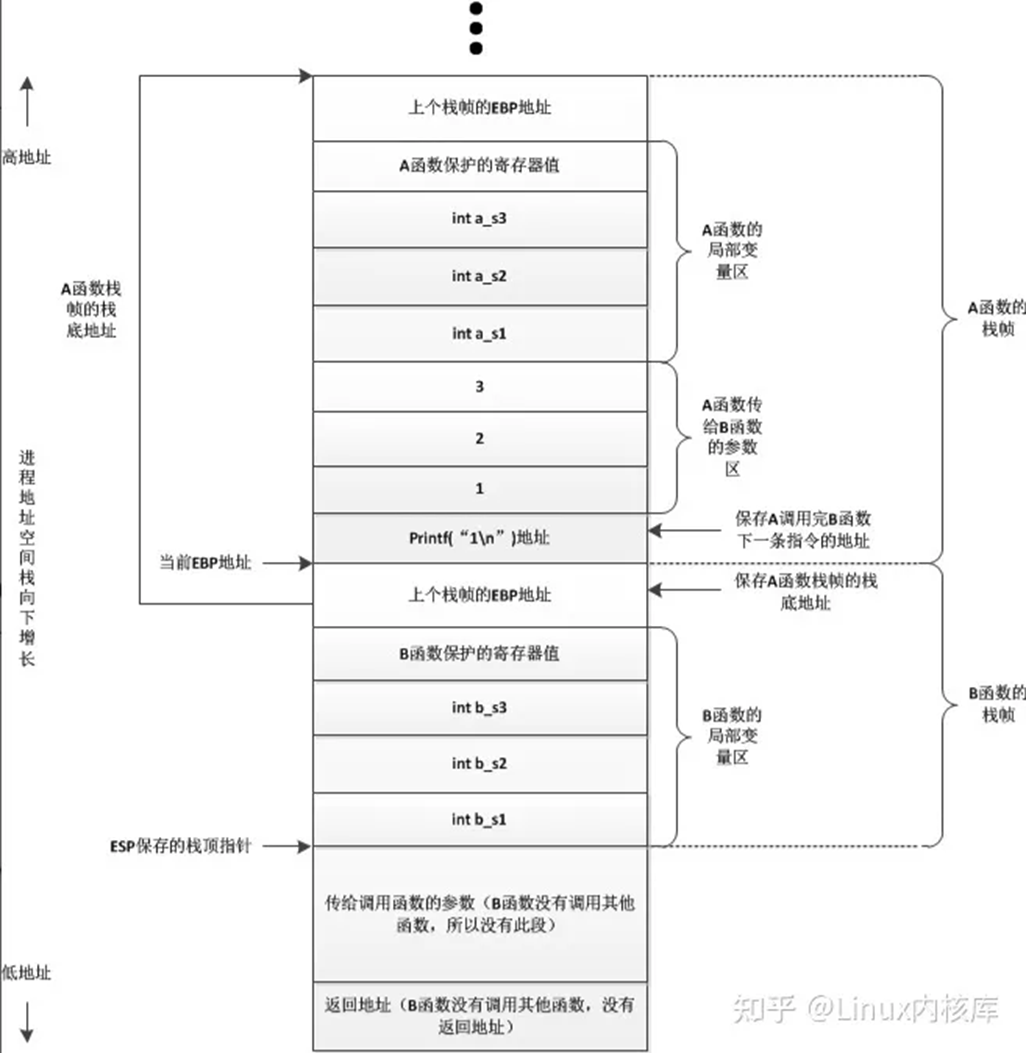 上个栈帧的EBP地址
高地址
A函数保护的寄存器值
int a_s3
A函数的
局部变
量区
int a_s2
A函数栈
帧的栈
底地址
A函数的
栈帧
int a_s1
3
A函数传
给B函数
的参数
区
2
1
进程地址空间栈向下增长
Printf(“1\n”)地址
保存A调用完B函数
下一条指令的地址
当前EBP地址
上个栈帧的EBP地址
保存A函数栈帧的栈
底地址
B函数保护的寄存器值
int b_s3
B函数的
局部变
量区
B函数的
栈帧
int b_s2
int b_s1
ESP保存的栈顶指针
传给调用函数的参数（B函数没有调用其他
函数，所以没有此段）
低地址
返回地址（B函数没有调用其他函数，没有
返回地址）
知乎 @Linux内核库